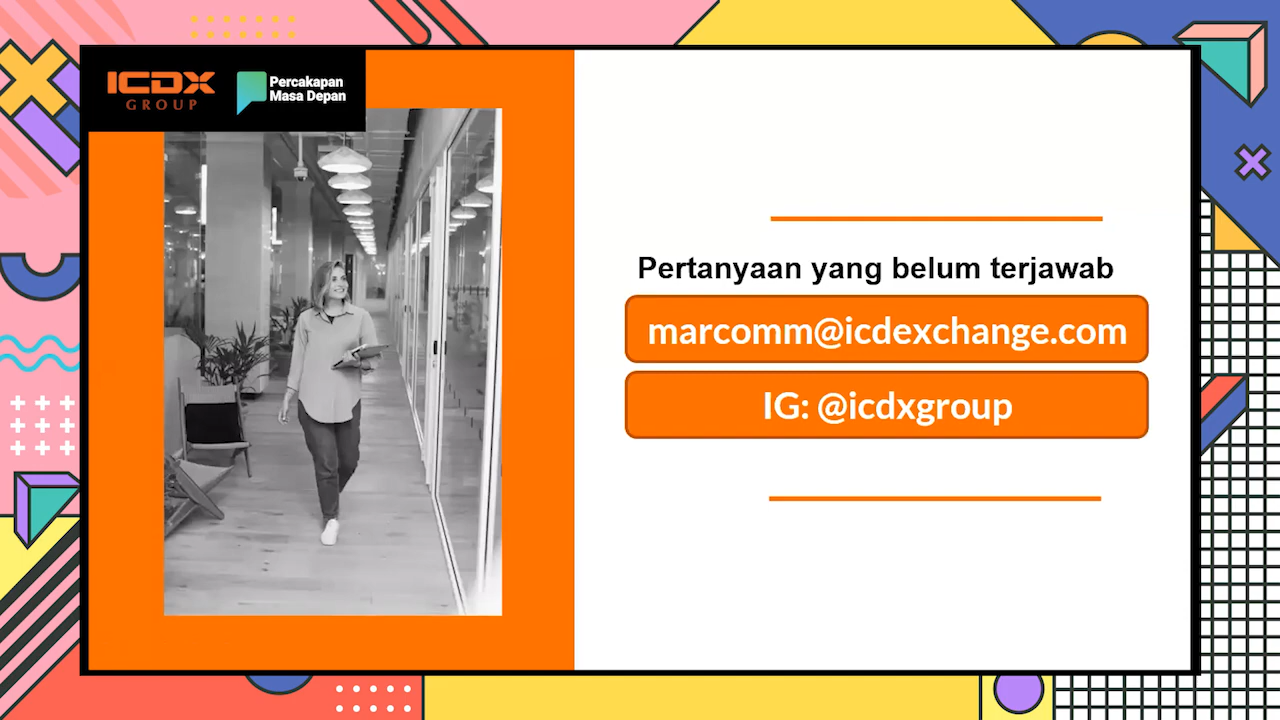 ICDX
GROUP
Percakapan
Masa Depan
Pertanyaan yang belum terjawab
marcomm@icdexchange.com
IG: @icdxgroup